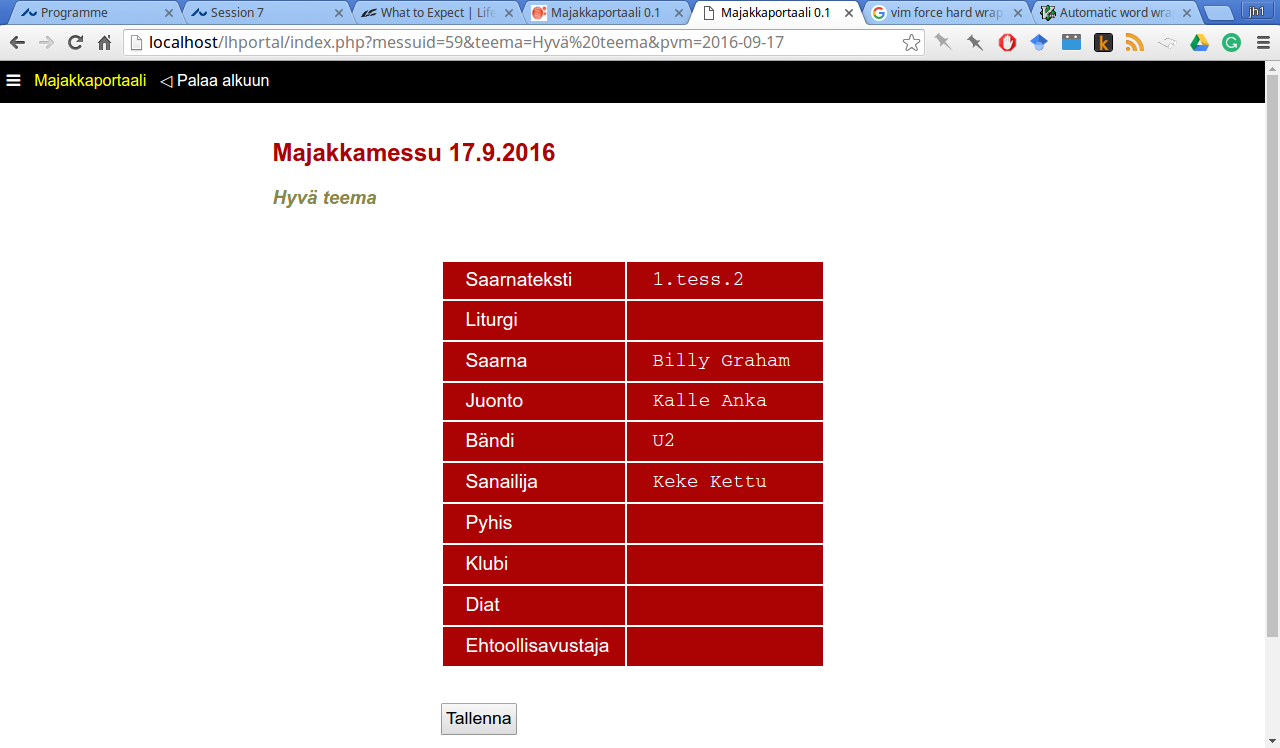 Programme
Session 7
What to Expect | Life
Majakkaportaali 0.1
Majakkaportaali 0.1
vim force hard wrap
Automatic word wra
jh1
localhost/lhportal/index.php?messuid=59&teema=Hyvä%20teema&pvm=2016-09-17
Majakkaportaali ◁ Palaa alkuun
Majakkamessu 17.9.2016
Hyvä teema
Saarnateksti 1.tess.2
Liturgi
Saarna Billy Graham
Juonto Kalle Anka
Bändi U2
Sanailija Keke Kettu
Pyhis
Klubi
Diat
Ehtoollisavustaja
Tallenna